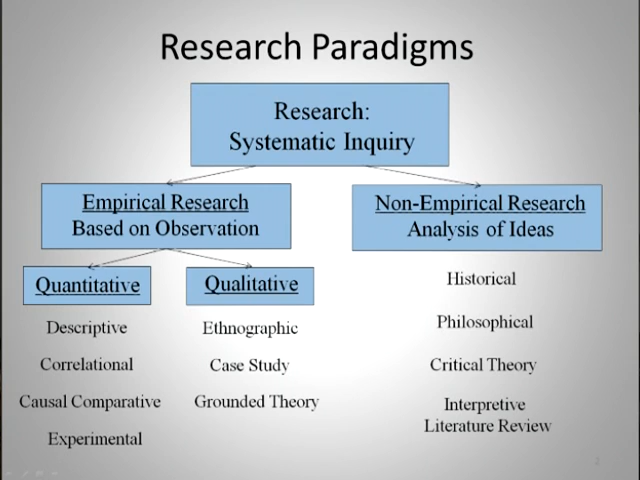 Research Paradigms
Research:
Systematic Inquiry
Empirical Research
Based on Observation
Non-Empirical Research
Analysis of Ideas
Quantitative
Descriptive
Correlational
Causal Comparative
Experimental
Qualitative
Ethnographic
Case Study
Grounded Theory
Historical
Philosophical
Critical Theory
Interpretive
Literature Review
2